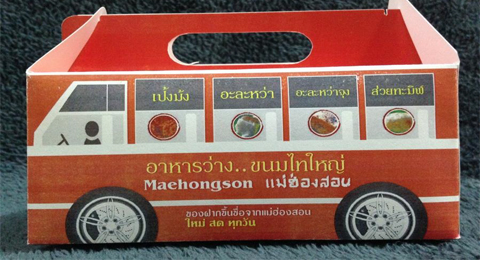 เป้งมัง อะละหว่า อะละหว่าจุง ส่วยทะมิฬ
อาหารว่าง..ขนมไทใหญ่
Maehongson แม่ฮ่องสอน
ของฝากขึ้นชื่อจากแม่ฮ่องสอน
ใหม่ สด ทุกวัน